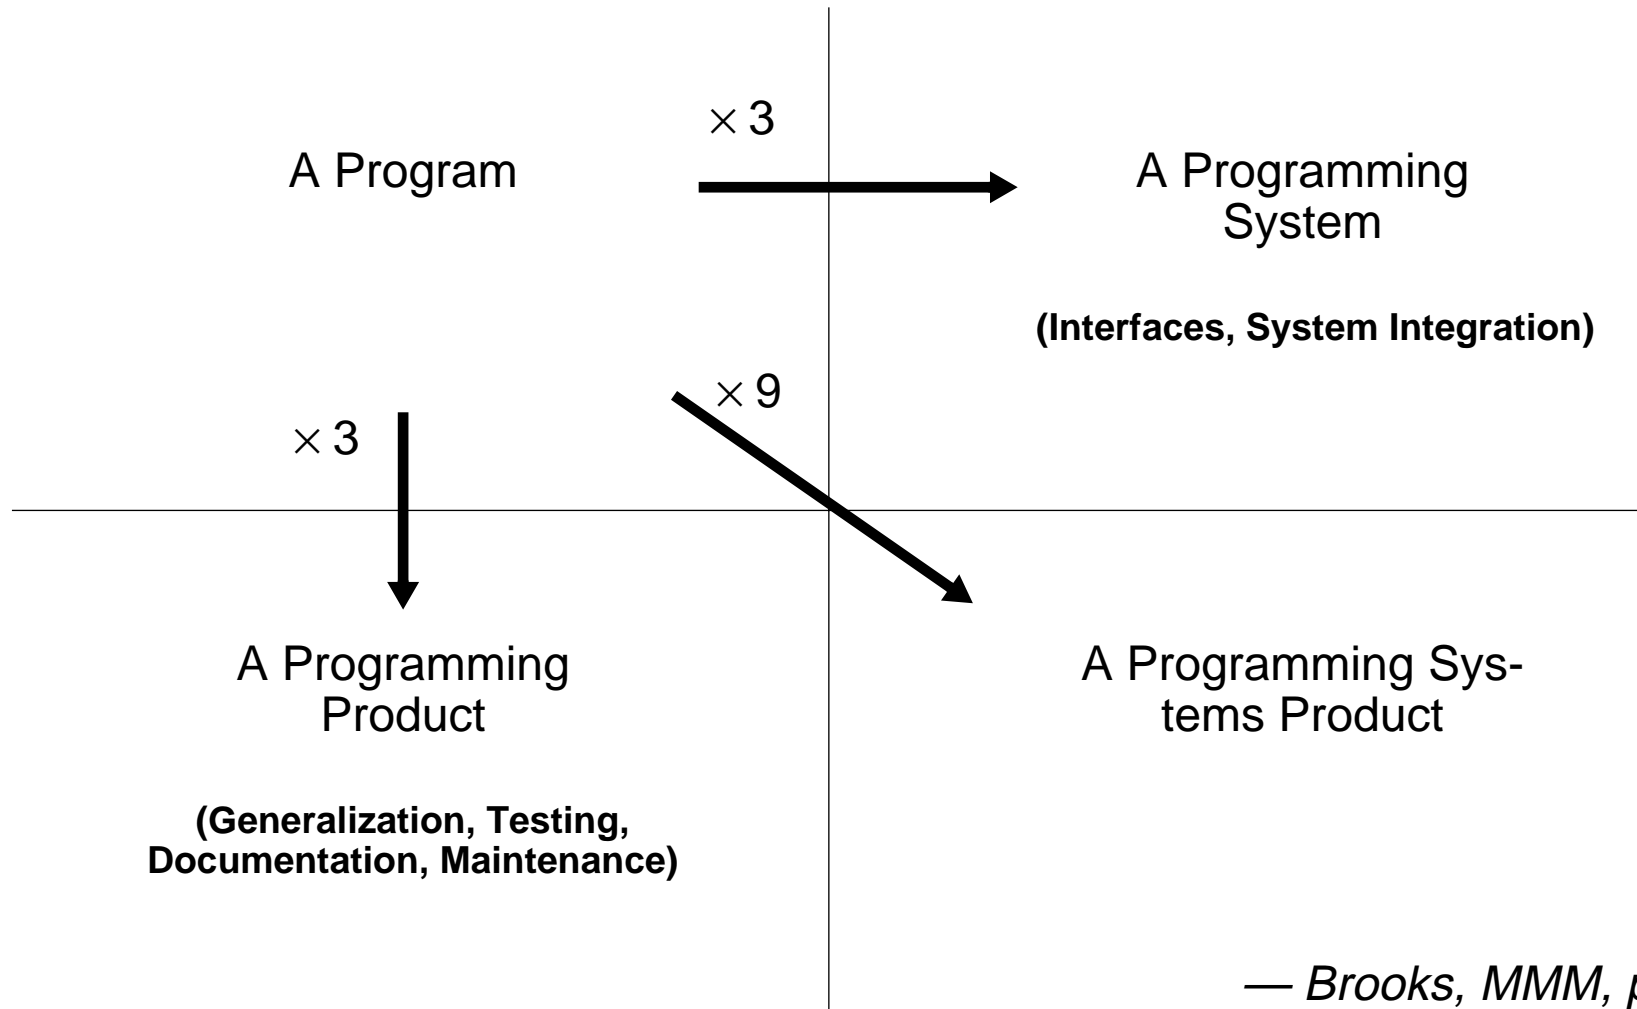 × 3
A Program
A Programming
System
(Interfaces, System Integration)
× 9
× 3
A Programming
Product
(Generalization, Testing,
Documentation, Maintenance)
A Programming Sys-
tems Product
— Brooks, MMM, p